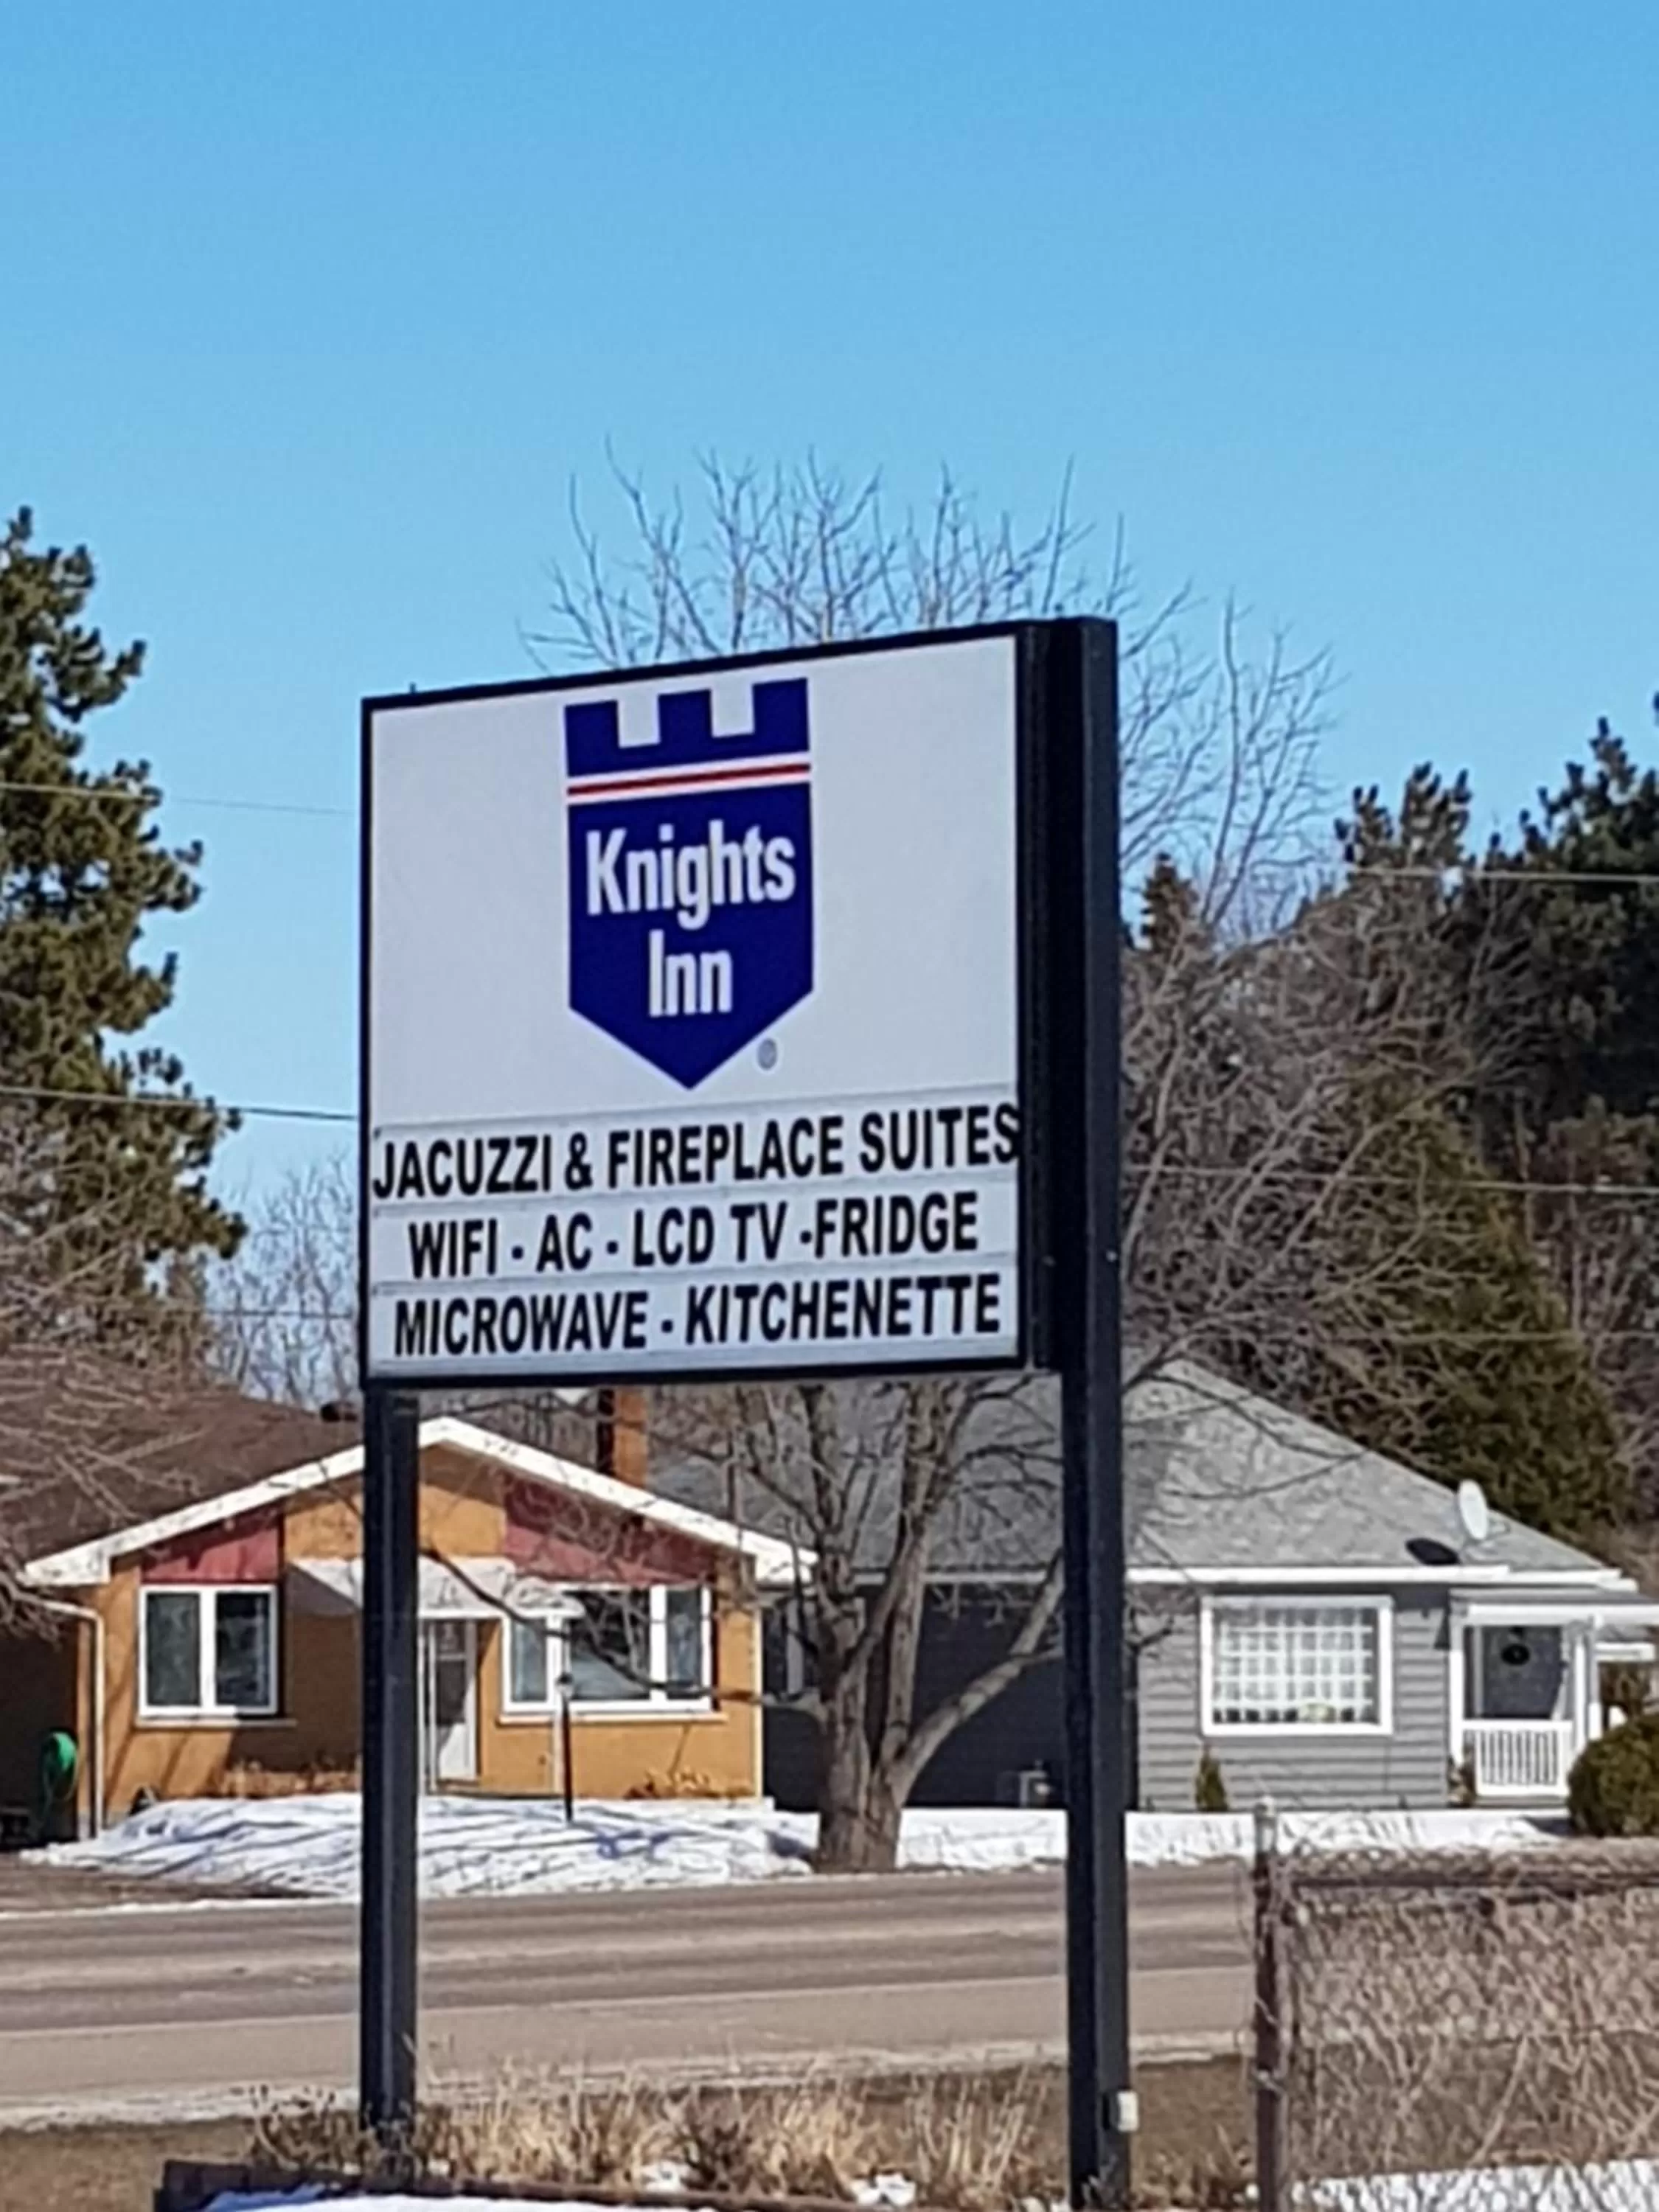 Knights
Inn
®
JACUZZI & FIREPLACE SUITES
WIFI - AC - LCD TV -FRIDGE
MICROWAVE - KITCHENETTE